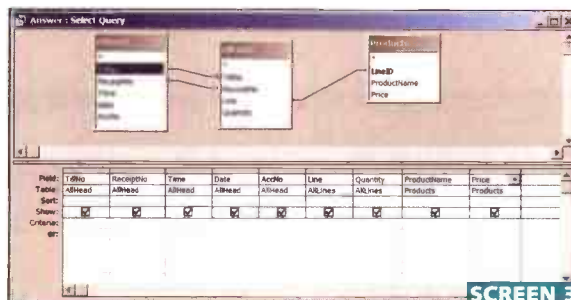 Answer : Select Query
Products
*
LineID
ProductName
Price
Quantity
Field: TillNo ReceiptNo Time Date AccNo Line Quantity ProductName Price
Table: AllHead AllHead AllHead AllHead AllHead AllLines AllLines Products Products
Sort:
Show:
Criteria:
or:
SCREEN 3